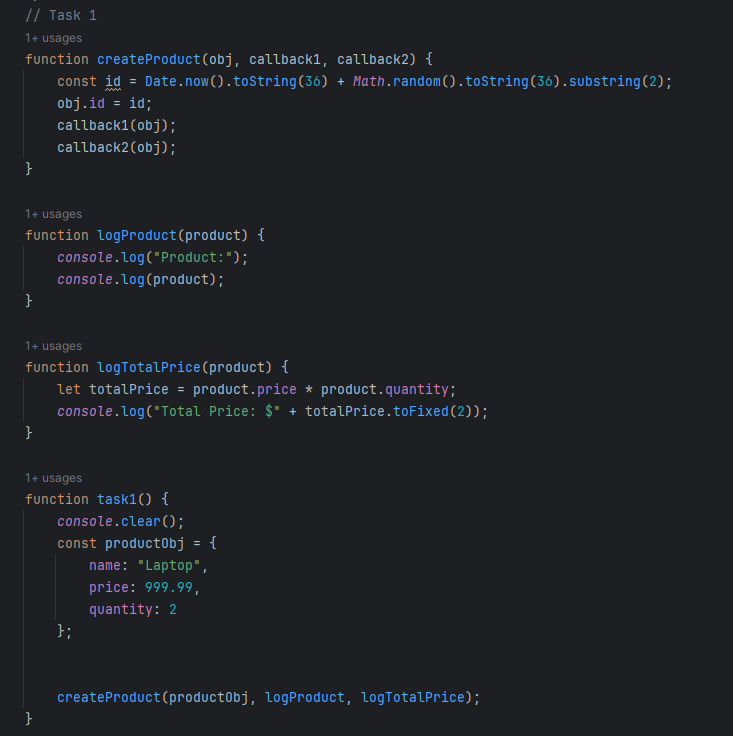 // Task 1
1+ usages
function createProduct(obj, callback1, callback2) {
    const id = Date.now().toString(36) + Math.random().toString(36).substring(2);
    obj.id = id;
    callback1(obj);
    callback2(obj);
}
1+ usages
function logProduct(product) {
    console.log("Product:");
    console.log(product);
}
1+ usages
function logTotalPrice(product) {
    let totalPrice = product.price * product.quantity;
    console.log("Total Price: $" + totalPrice.toFixed(2));
}
1+ usages
function task1() {
    console.clear();
    const productObj = {
        name: "Laptop",
        price: 999.99,
        quantity: 2
    };
    createProduct(productObj, logProduct, logTotalPrice);
}